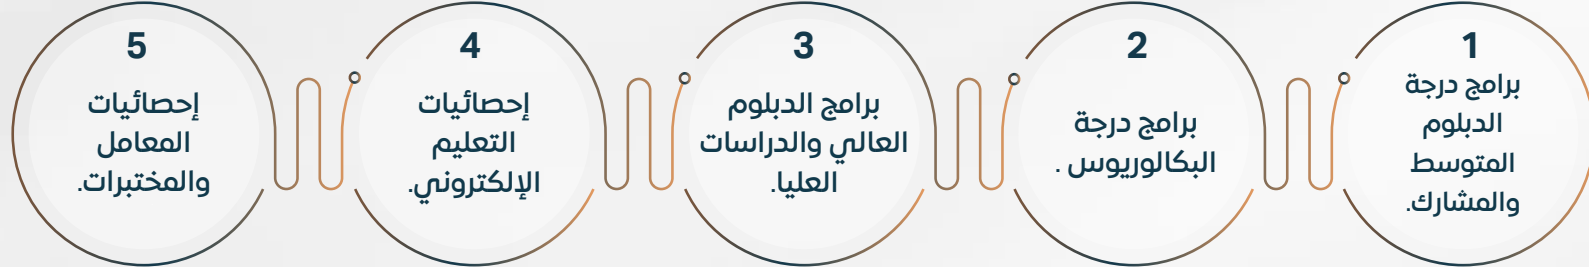 1
برامج درجة
الدبلوم
المتوسط
والمشارك.
2
برامج درجة
البكالوريوس .
3
برامج الدبلوم
العالي والدراسات
العليا.
4
إحصائيات
التعليم
الإلكتروني.
5
إحصائيات
المعامل
والمختبرات.